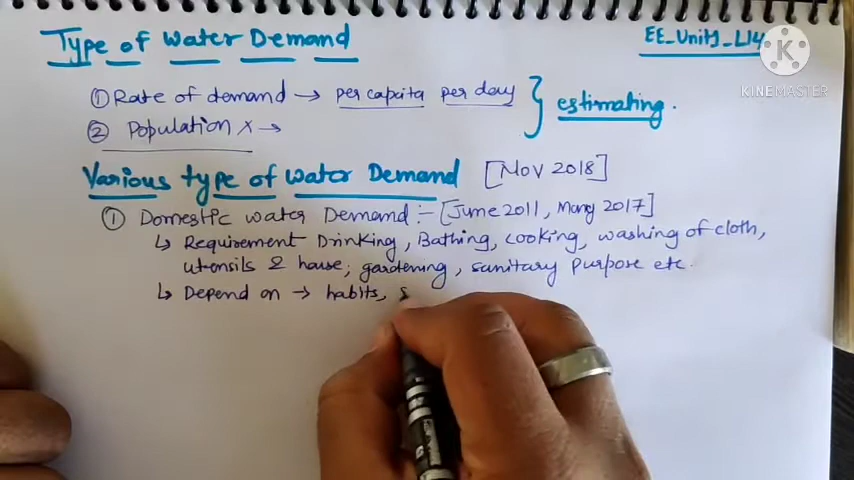 Type of Water Demand
EE_Unit1_L14
KINEMASTER
① Rate of demand → per capaita per day } estimating.
② Population x →
Various type of Water Demand [Nov 2018]
① Domestic water Demand :- [June 2011, 2017]
↳ Requirement Drinking, Bathing, cooking, washing of cloth,
utensils & house; gardening, sanitary purpose etc.
↳ Depend on → habits, s